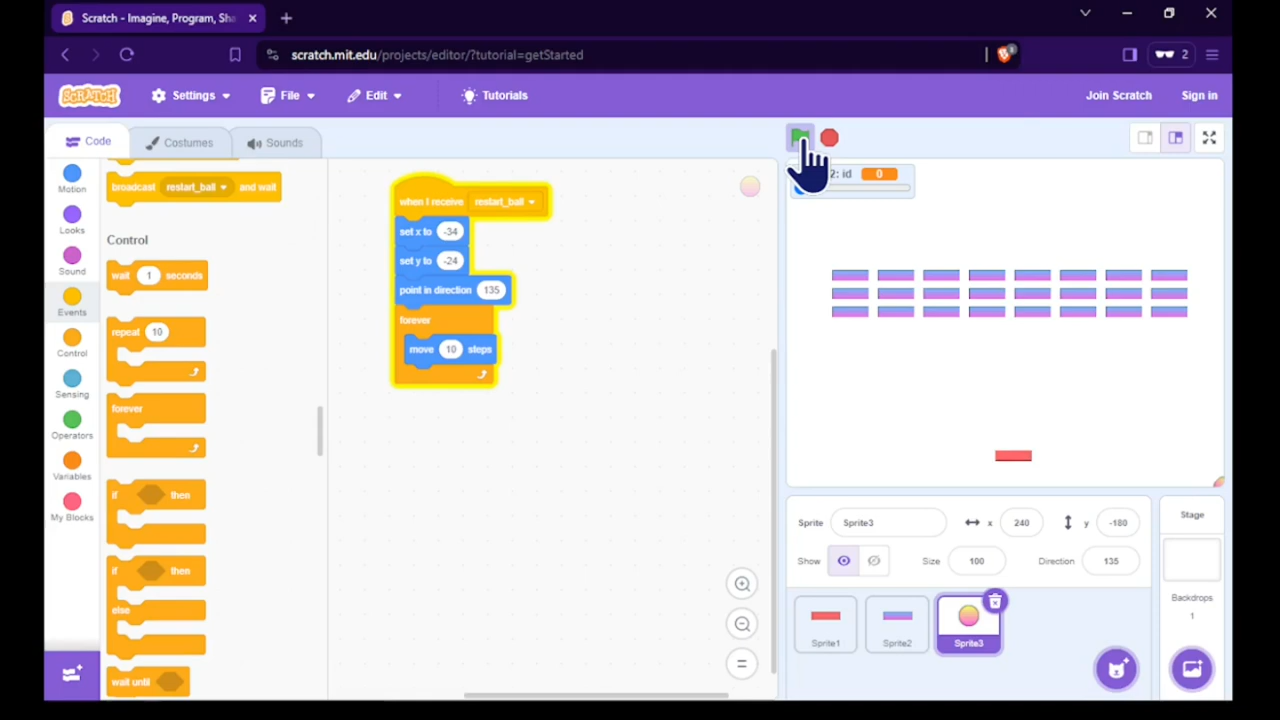 Scratch - Imagine, Program, Sha
scratch.mit.edu/projects/editor/?tutorial=getStarted
2
SCRATCH
Settings
File
Edit
Tutorials
Join Scratch
Sign in
Code
Costumes
Sounds
Motion
Looks
Sound
Events
Control
Sensing
Operators
Variables
My Blocks
broadcast restart_ball and wait
Control
wait 1 seconds
repeat 10
forever
if then
if then
else
wait until
when I receive restart_ball
set x to -34
set y to -24
point in direction 135
forever
move 10 steps
2: id 0
Sprite Sprite3 x 240 y -180
Show Size 100 Direction 135
Sprite1
Sprite2
Sprite3
Stage
Backdrops
1